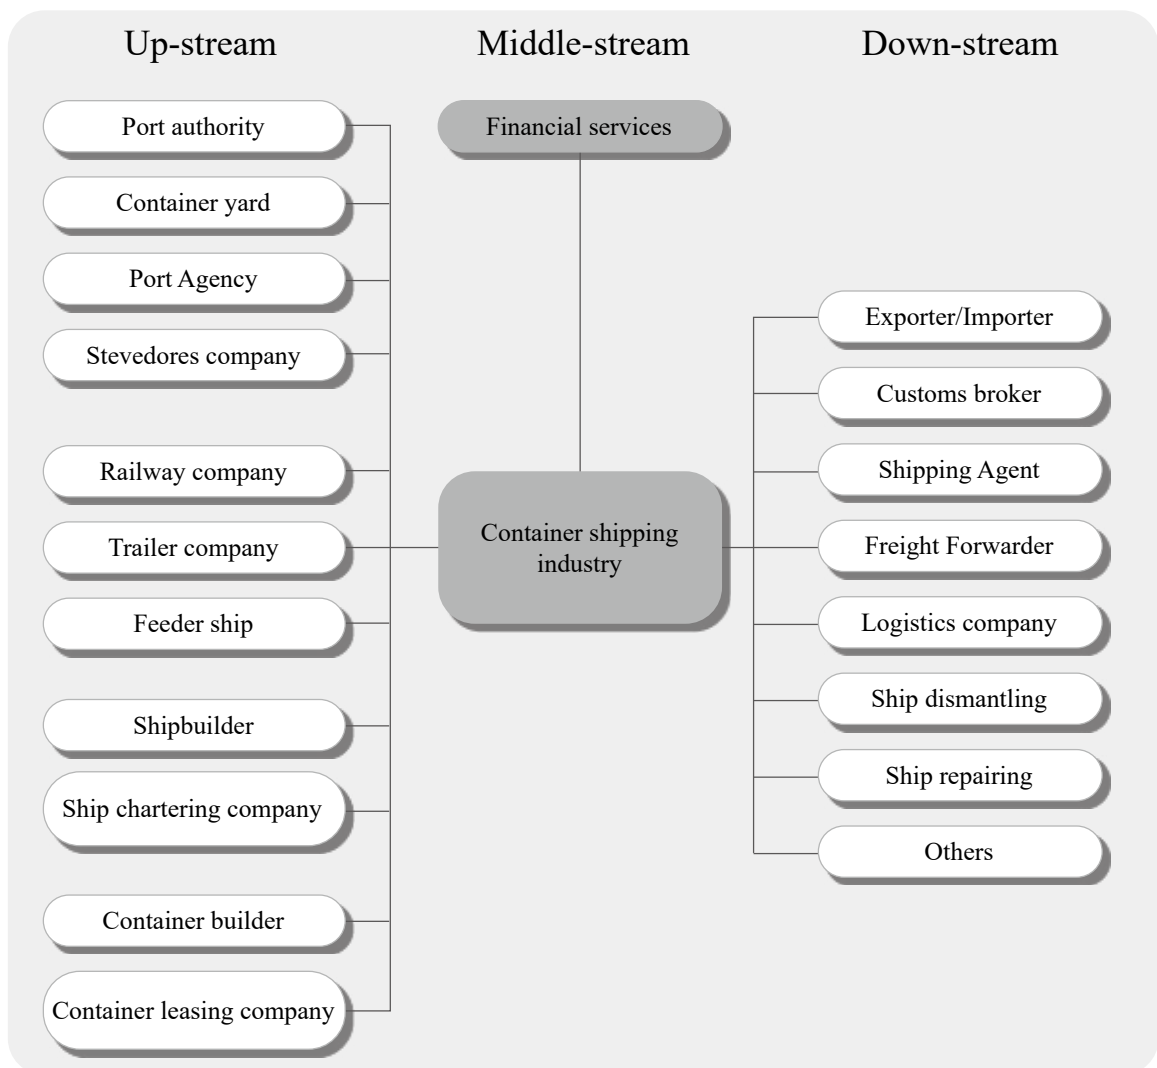 Up-stream
Middle-stream
Down-stream
Port authority
Container yard
Port Agency
Stevedores company
Railway company
Trailer company
Feeder ship
Shipbuilder
Ship chartering company
Container builder
Container leasing company
Financial services
Container shipping
industry
Exporter/Importer
Customs broker
Shipping Agent
Freight Forwarder
Logistics company
Ship dismantling
Ship repairing
Others